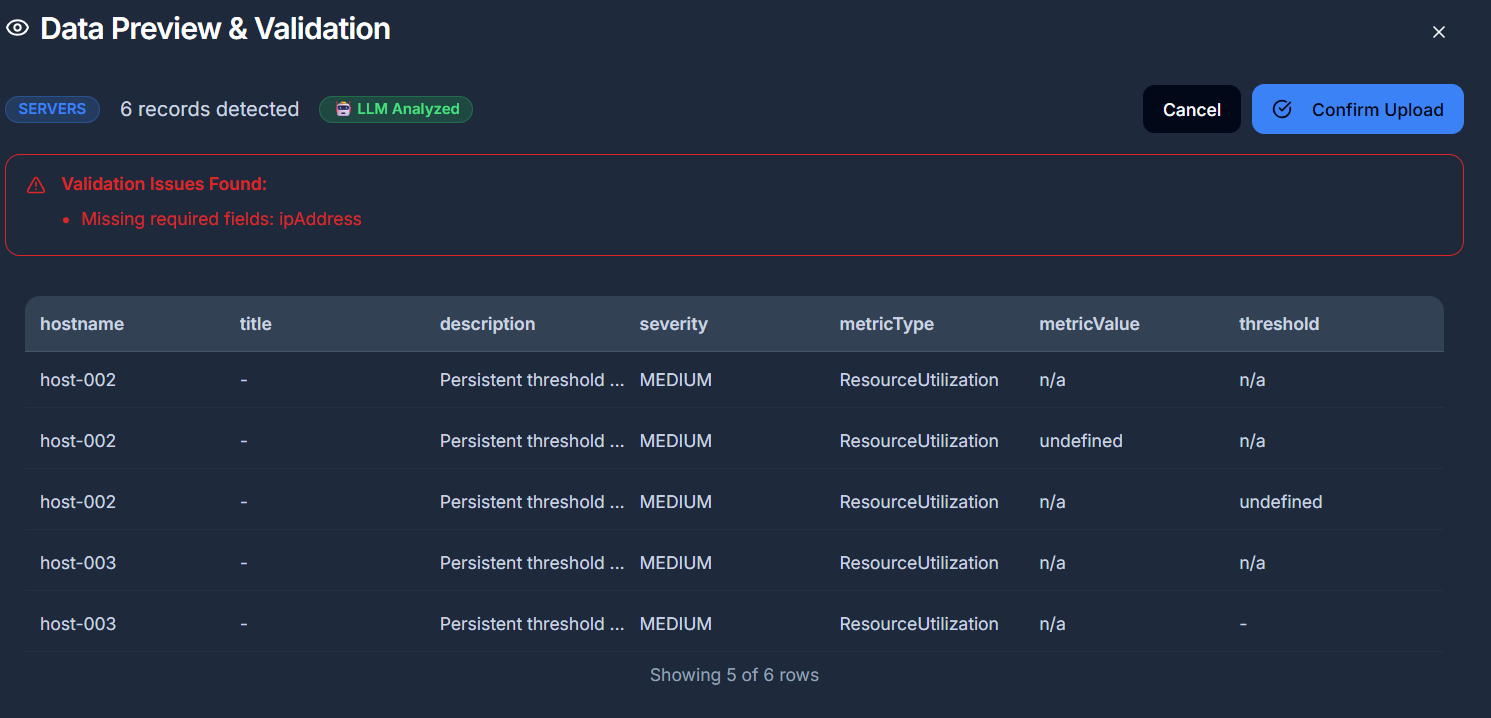 Data Preview & Validation
SERVERS 6 records detected 🤖 LLM Analyzed Cancel Confirm Upload
Validation Issues Found:
• Missing required fields: ipAddress
hostname title description severity metricType metricValue threshold
host-002 - Persistent threshold ... MEDIUM ResourceUtilization n/a n/a
host-002 - Persistent threshold ... MEDIUM ResourceUtilization undefined n/a
host-002 - Persistent threshold ... MEDIUM ResourceUtilization n/a undefined
host-003 - Persistent threshold ... MEDIUM ResourceUtilization n/a n/a
host-003 - Persistent threshold ... MEDIUM ResourceUtilization n/a -
Showing 5 of 6 rows